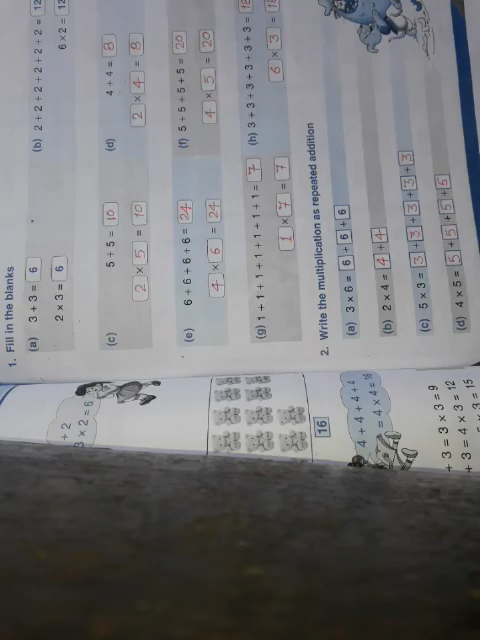 + 2
3 × 2 = 6
16
4 + 4 + 4 + 4
= 4 × 4 = 16
+ 3 = 3 × 3 = 9
+ 3 = 4 × 3 = 12
× 3 = 15
1. Fill in the blanks
(a) 3 + 3 = 6
2 × 3 = 6
(b) 2 + 2 + 2 + 2 + 2 + 2 = 12
6 × 2 = 12
(c) 5 + 5 = 10
2 × 5 = 10
(d) 4 + 4 = 8
2 × 4 = 8
(e) 6 + 6 + 6 + 6 = 24
4 × 6 = 24
(f) 5 + 5 + 5 + 5 = 20
4 × 5 = 20
(g) 1 + 1 + 1 + 1 + 1 + 1 + 1 = 7
1 × 7 = 7
(h) 3 + 3 + 3 + 3 + 3 + 3 = 18
6 × 3 =
2. Write the multiplication as repeated addition
(a) 3 × 6 = 6 + 6 + 6
(b) 2 × 4 = 4 + 4
(c) 5 × 3 = 3 + 3 + 3 + 3 + 3
(d) 4 × 5 = 5 + 5 + 5 + 5